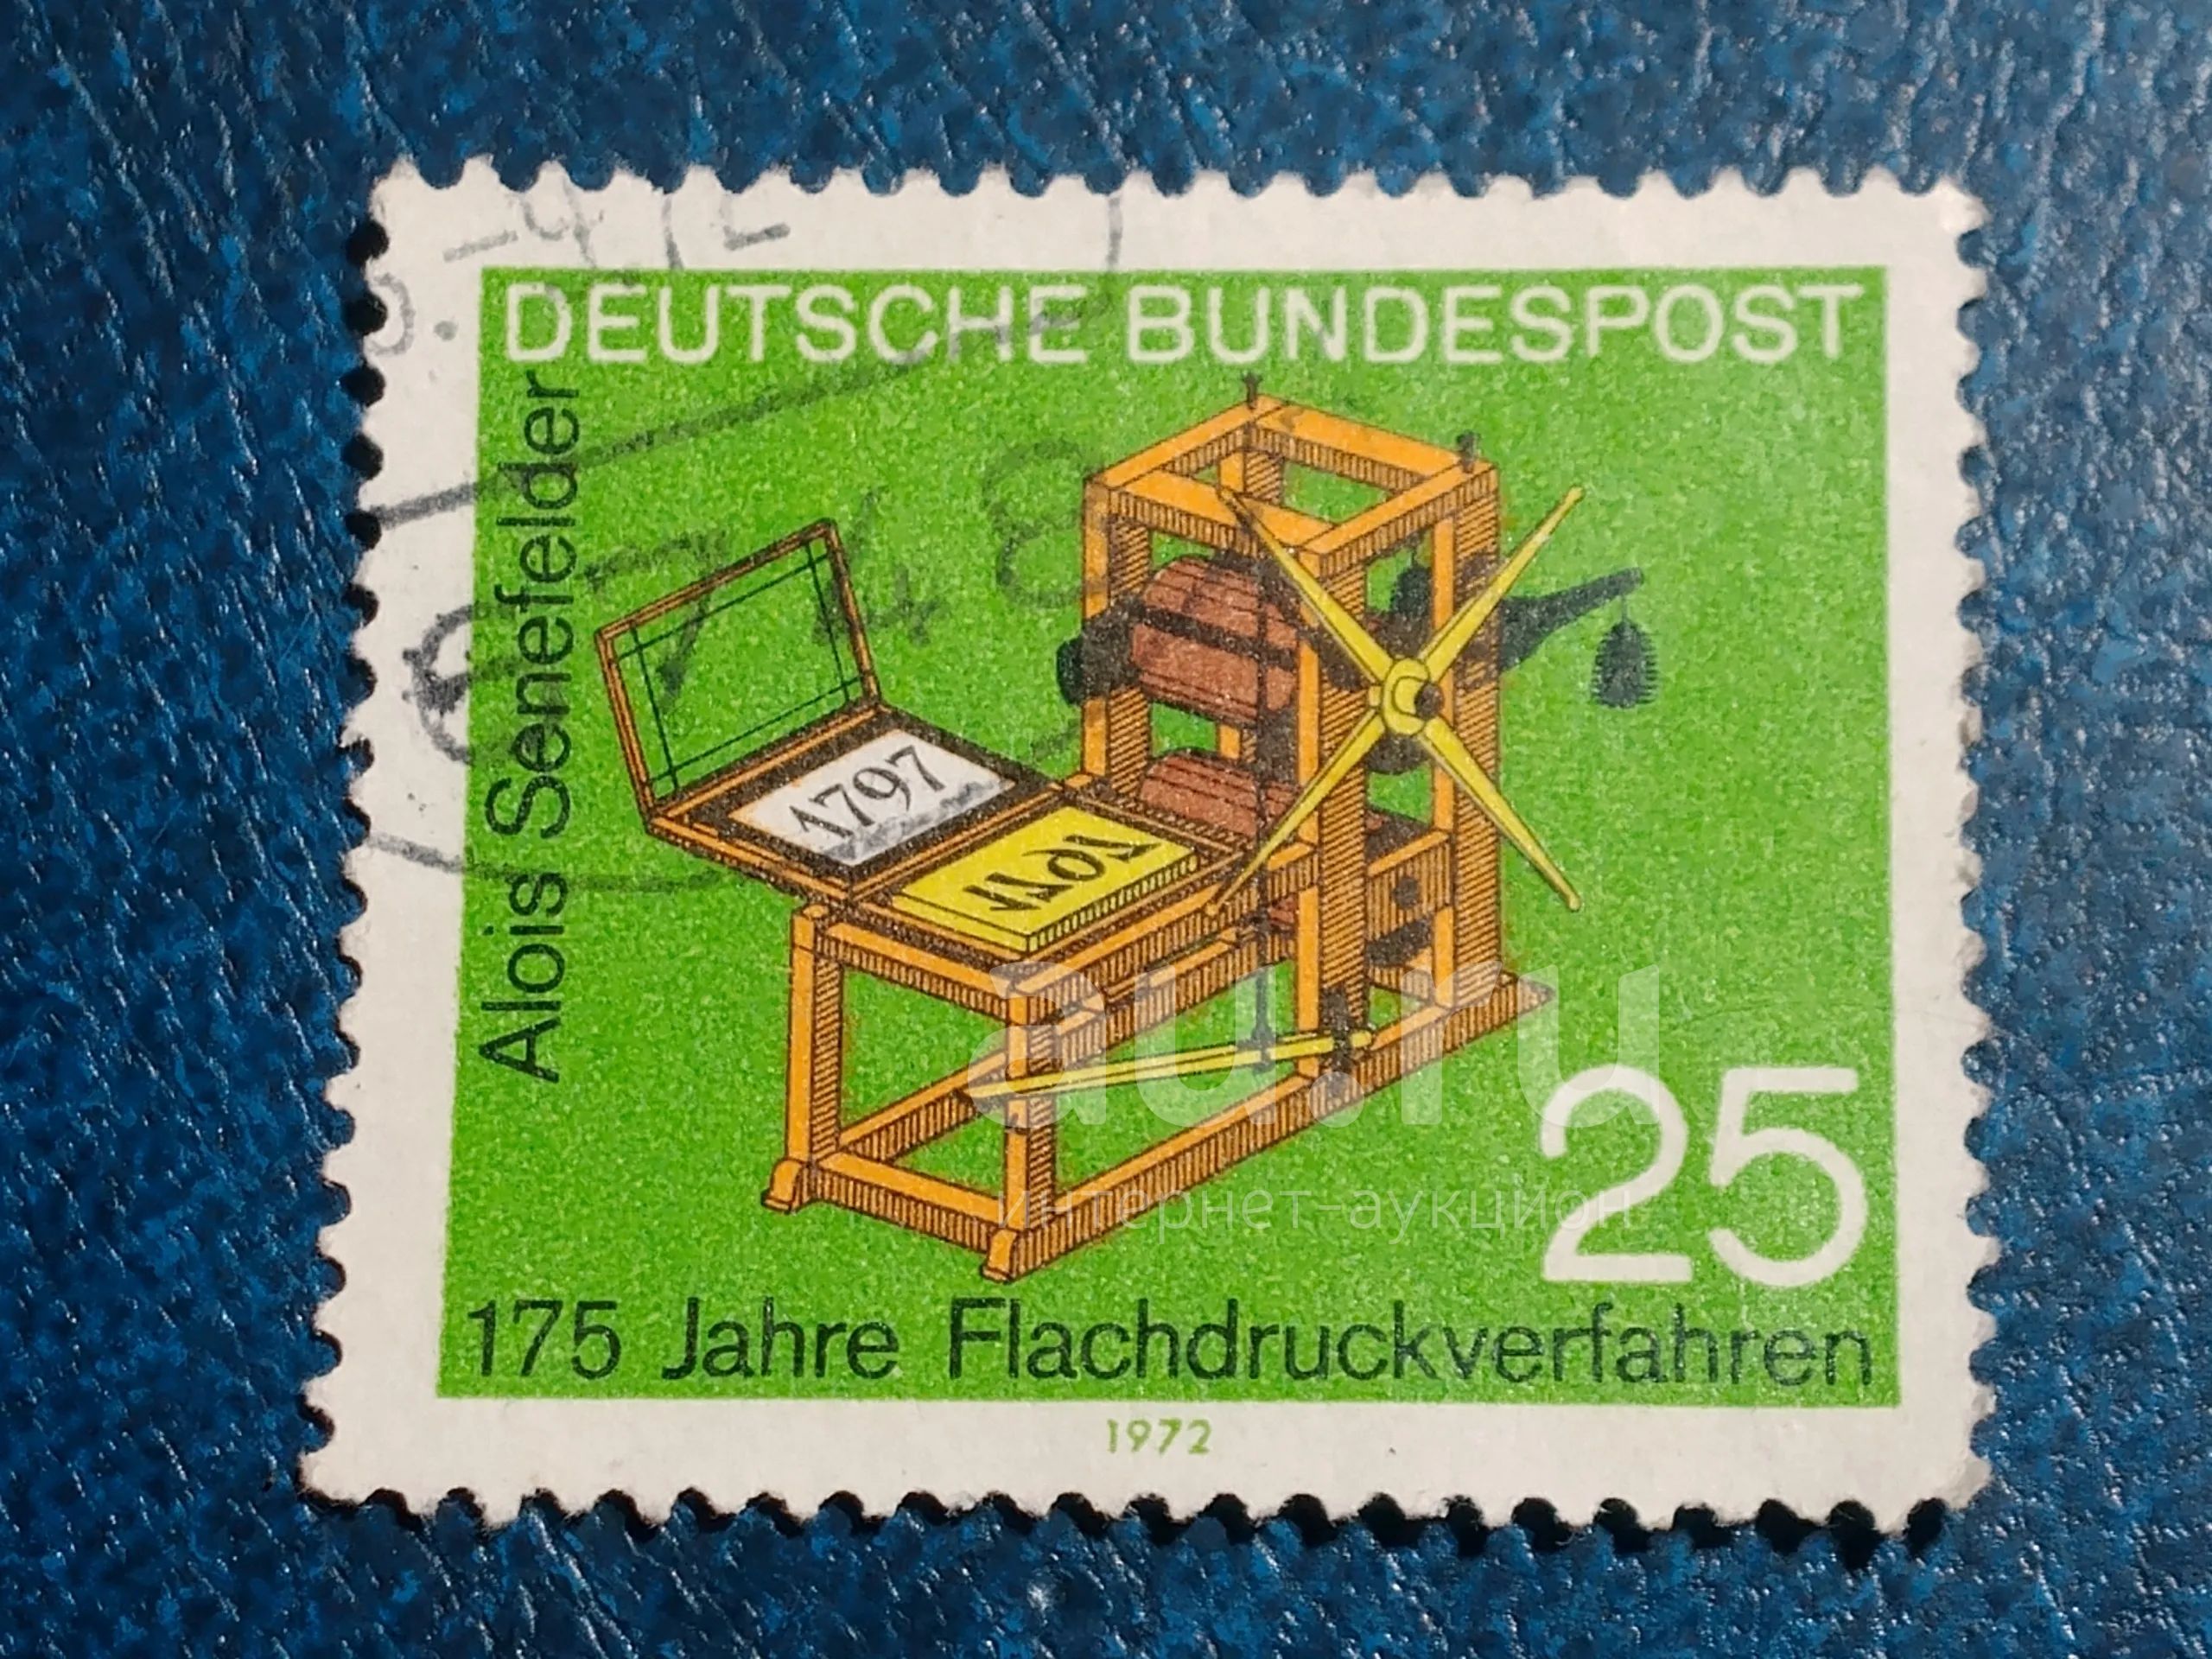 DEUTSCHE BUNDESPOST
Alois Senefelder
1797
25
175 Jahre Flachdruckverfahren
1972
au.ru
интернет-аукцион